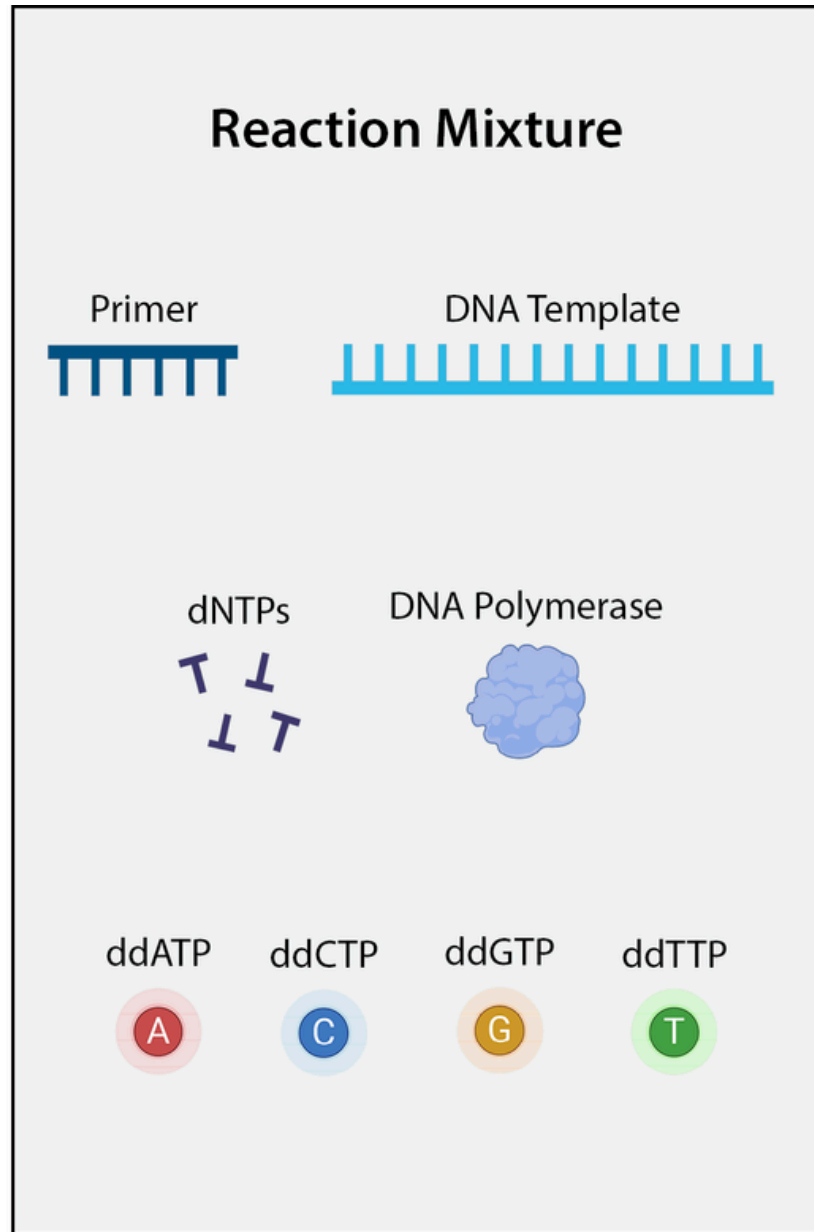 Reaction Mixture
Primer
DNA Template
dNTPs
DNA Polymerase
ddATP
ddCTP
ddGTP
ddTTP
A
C
G
T